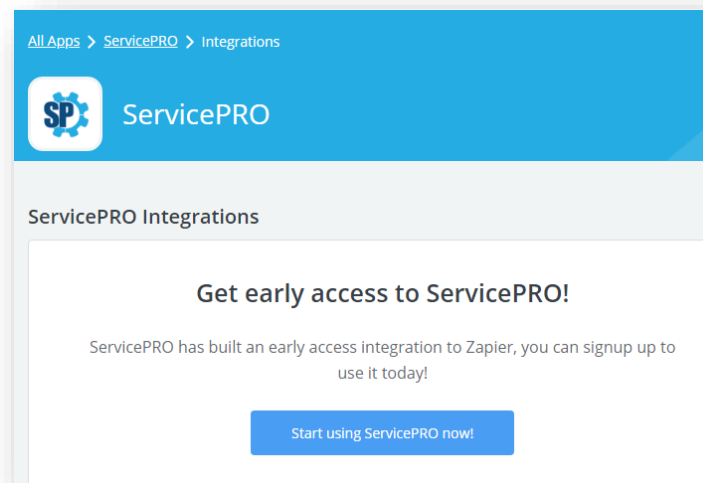 All Apps > ServicePRO > Integrations
SP
ServicePRO
ServicePRO Integrations
Get early access to ServicePRO!
ServicePRO has built an early access integration to Zapier, you can signup up to
use it today!
Start using ServicePRO now!